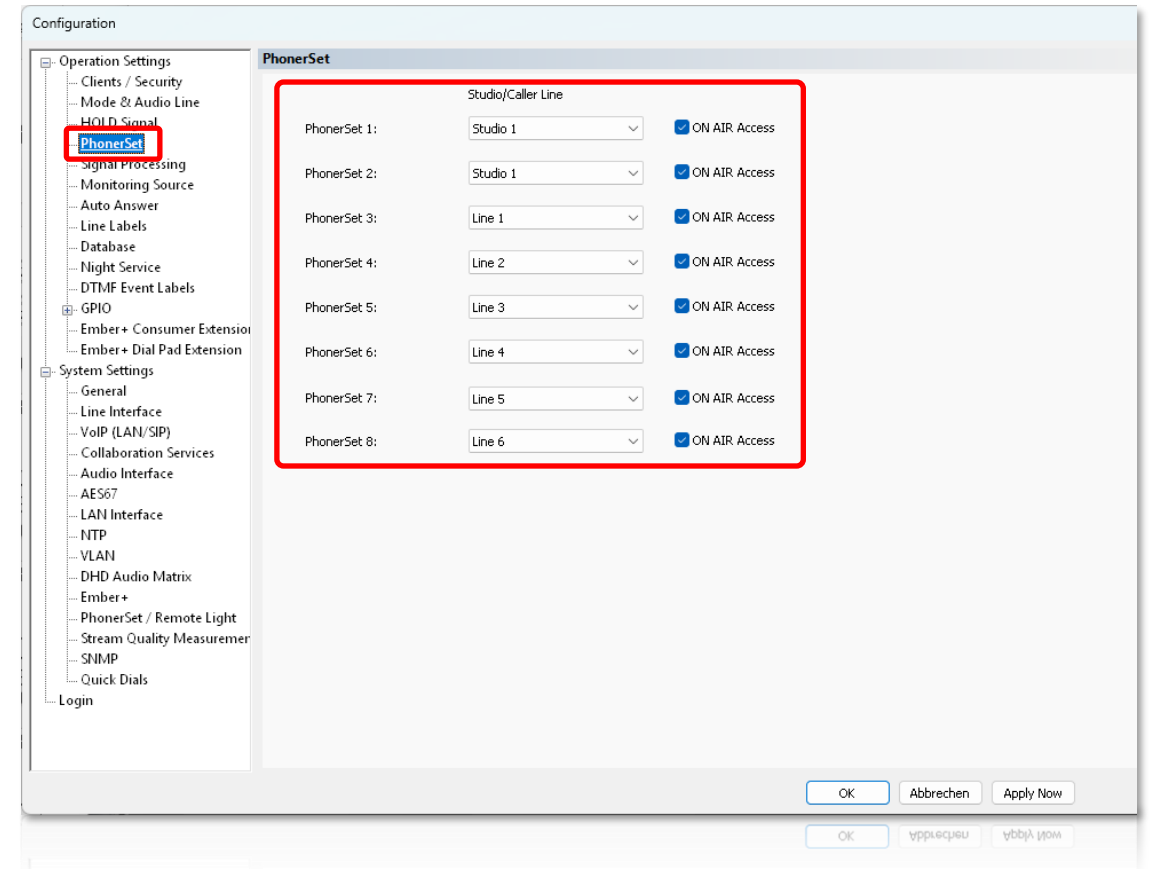 Configuration
Operation Settings
Clients / Security
Mode & Audio Line
HOLD Signal
PhonerSet
Signal Processing
Monitoring Source
Auto Answer
Line Labels
Database
Night Service
DTMF Event Labels
GPIO
Ember+ Consumer Extensio
Ember+ Dial Pad Extension
System Settings
General
Line Interface
VoIP (LAN/SIP)
Collaboration Services
Audio Interface
AES67
LAN Interface
NTP
VLAN
DHD Audio Matrix
Ember+
PhonerSet / Remote Light
Stream Quality Measuremer
SNMP
Quick Dials
Login
PhonerSet
Studio/Caller Line
PhonerSet 1: Studio 1 ON AIR Access
PhonerSet 2: Studio 1 ON AIR Access
PhonerSet 3: Line 1 ON AIR Access
PhonerSet 4: Line 2 ON AIR Access
PhonerSet 5: Line 3 ON AIR Access
PhonerSet 6: Line 4 ON AIR Access
PhonerSet 7: Line 5 ON AIR Access
PhonerSet 8: Line 6 ON AIR Access
OK Abbrechen Apply Now
OK Abbrechen Apply Now